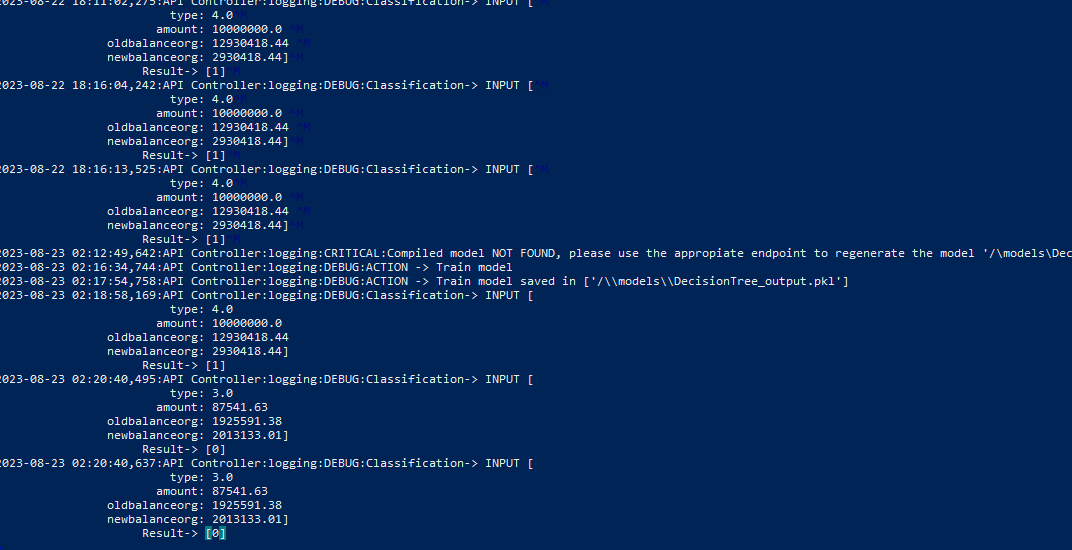 2023-08-22 18:11:02,275:API Controller:logging:DEBUG:Classification-> INPUT [^M
type: 4.0^M
amount: 10000000.0 ^M
oldbalanceorg: 12930418.44 ^M
newbalanceorg: 2930418.44]^M
Result-> [1]^M
2023-08-22 18:16:04,242:API Controller:logging:DEBUG:Classification-> INPUT [^M
type: 4.0^M
amount: 10000000.0 ^M
oldbalanceorg: 12930418.44 ^M
newbalanceorg: 2930418.44]^M
Result-> [1]^M
2023-08-22 18:16:13,525:API Controller:logging:DEBUG:Classification-> INPUT [^M
type: 4.0^M
amount: 10000000.0 ^M
oldbalanceorg: 12930418.44 ^M
newbalanceorg: 2930418.44]^M
Result-> [1]^M
2023-08-23 02:12:49,642:API Controller:logging:CRITICAL:Compiled model NOT FOUND, please use the appropiate endpoint to regenerate the model '/\models\Dec
2023-08-23 02:16:34,744:API Controller:logging:DEBUG:ACTION -> Train model
2023-08-23 02:17:54,758:API Controller:logging:DEBUG:ACTION -> Train model saved in ['/\\models\\DecisionTree_output.pkl']
2023-08-23 02:18:58,169:API Controller:logging:DEBUG:Classification-> INPUT [
type: 4.0
amount: 10000000.0
oldbalanceorg: 12930418.44
newbalanceorg: 2930418.44]
Result-> [1]
2023-08-23 02:20:40,495:API Controller:logging:DEBUG:Classification-> INPUT [
type: 3.0
amount: 87541.63
oldbalanceorg: 1925591.38
newbalanceorg: 2013133.01]
Result-> [0]
2023-08-23 02:20:40,637:API Controller:logging:DEBUG:Classification-> INPUT [
type: 3.0
amount: 87541.63
oldbalanceorg: 1925591.38
newbalanceorg: 2013133.01]
Result-> [0]